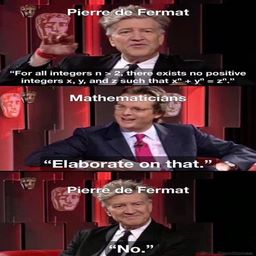 Pierre de Fermat
"For all integers n > 2, there exists no positive
integers x, y, and z such that xⁿ + yⁿ = zⁿ."
Mathematicians
"Elaborate on that."
Pierre de Fermat
"No."